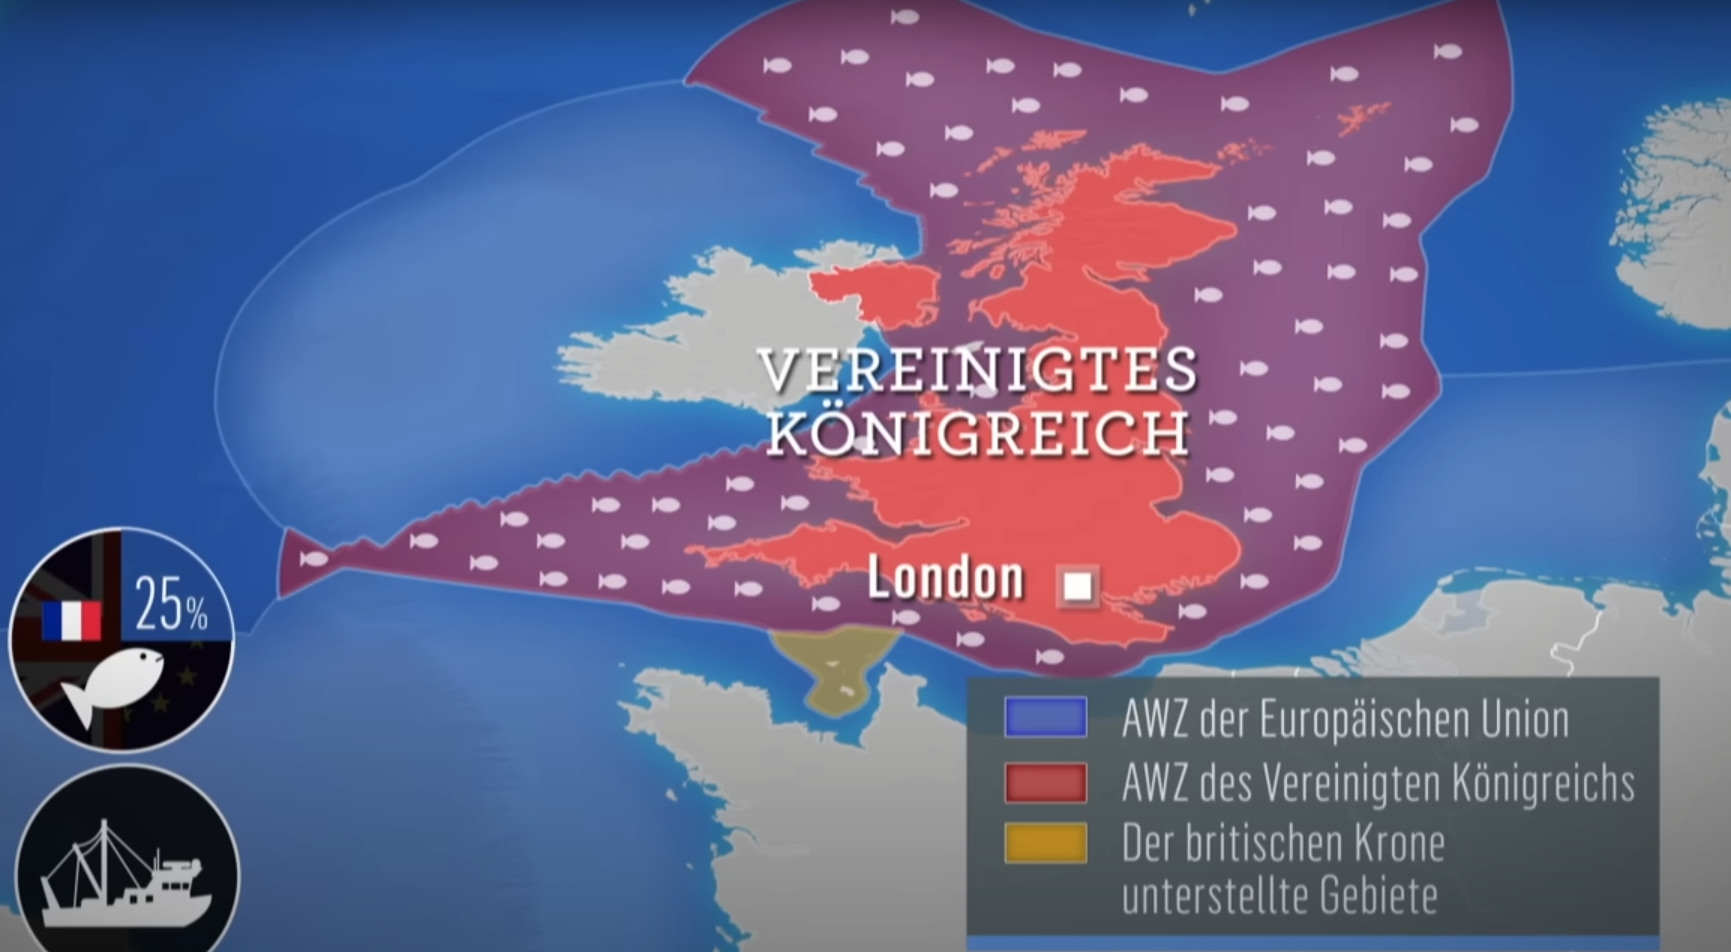 VEREINIGTES
KÖNIGREICH
London
25%
AWZ der Europäischen Union
AWZ des Vereinigten Königreichs
Der britischen Krone
unterstellte Gebiete